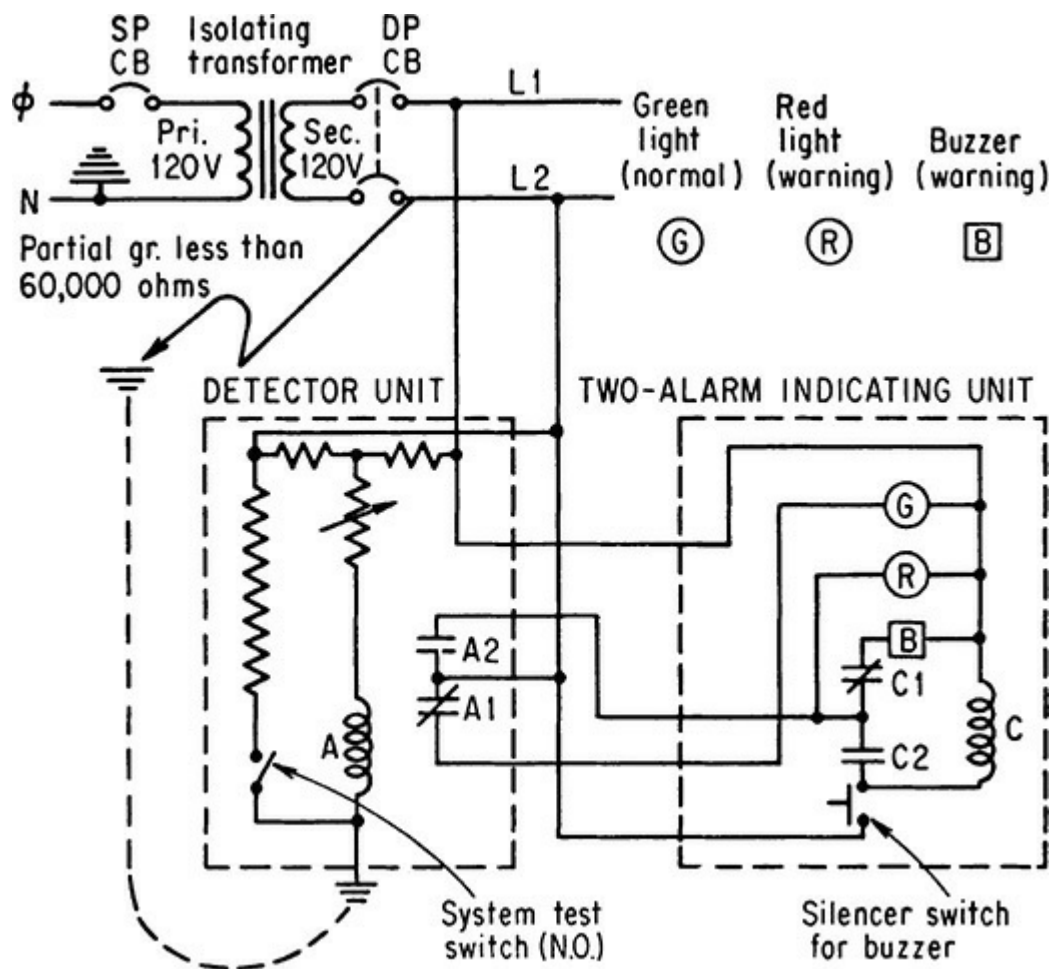 SP CB
Isolating transformer
DP CB
L1
Φ
Pri. 120V
Sec. 120V
N
L2
Green light (normal)
Red light (warning)
Buzzer (warning)
G
R
B
Partial gr. less than
60,000 ohms
DETECTOR UNIT
TWO-ALARM INDICATING UNIT
G
R
B
A2
A1
C1
C
C2
A
System test
switch (N.O.)
Silencer switch
for buzzer